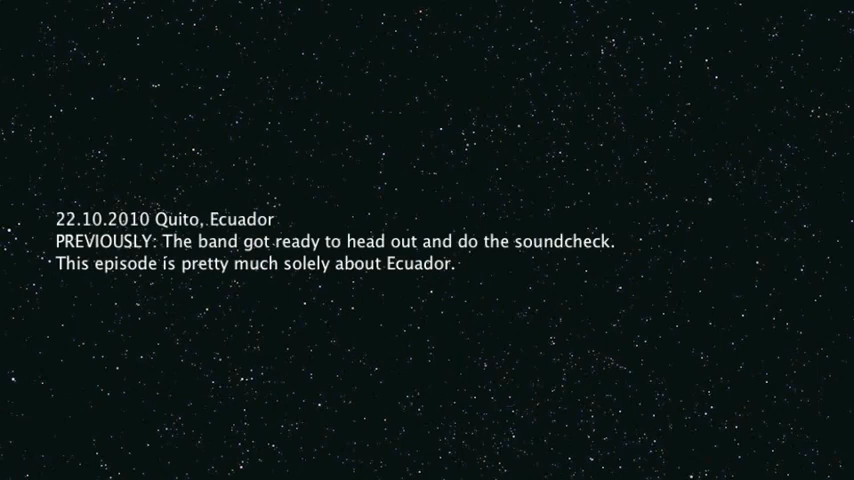 22.10.2010 Quito, Ecuador
PREVIOUSLY: The band got ready to head out and do the soundcheck.
This episode is pretty much solely about Ecuador.